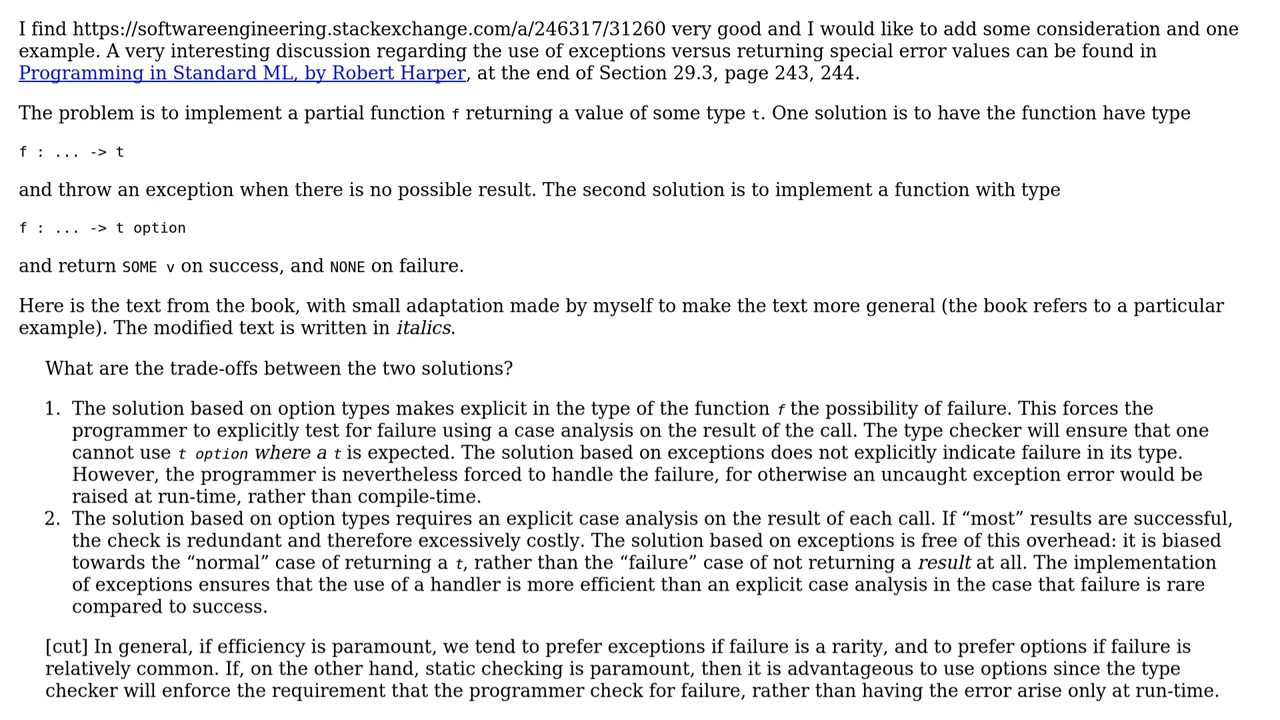 I find https://softwareengineering.stackexchange.com/a/246317/31260 very good and I would like to add some consideration and one
example. A very interesting discussion regarding the use of exceptions versus returning special error values can be found in
Programming in Standard ML, by Robert Harper, at the end of Section 29.3, page 243, 244.
The problem is to implement a partial function f returning a value of some type t. One solution is to have the function have type
f : ... -> t
and throw an exception when there is no possible result. The second solution is to implement a function with type
f : ... -> t option
and return SOME v on success, and NONE on failure.
Here is the text from the book, with small adaptation made by myself to make the text more general (the book refers to a particular
example). The modified text is written in italics.
What are the trade-offs between the two solutions?
1. The solution based on option types makes explicit in the type of the function f the possibility of failure. This forces the
programmer to explicitly test for failure using a case analysis on the result of the call. The type checker will ensure that one
cannot use t option where a t is expected. The solution based on exceptions does not explicitly indicate failure in its type.
However, the programmer is nevertheless forced to handle the failure, for otherwise an uncaught exception error would be
raised at run-time, rather than compile-time.
2. The solution based on option types requires an explicit case analysis on the result of each call. If “most” results are successful,
the check is redundant and therefore excessively costly. The solution based on exceptions is free of this overhead: it is biased
towards the “normal” case of returning a t, rather than the “failure” case of not returning a result at all. The implementation
of exceptions ensures that the use of a handler is more efficient than an explicit case analysis in the case that failure is rare
compared to success.
[cut] In general, if efficiency is paramount, we tend to prefer exceptions if failure is a rarity, and to prefer options if failure is
relatively common. If, on the other hand, static checking is paramount, then it is advantageous to use options since the type
checker will enforce the requirement that the programmer check for failure, rather than having the error arise only at run-time.